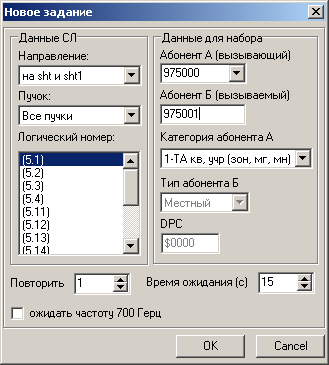 Новое задание
Данные СЛ
Направление:
на sht и sht1
Пучок:
Все пучки
Логический номер:
(5.1)
(5.2)
(5.3)
(5.4)
(5.11)
(5.12)
(5.13)
(5.14)
Данные для набора
Абонент А (вызывающий)
975000
Абонент Б (вызываемый)
975001
Категория абонента А
1-ТА кв, учр (зон, мг, мн)
Тип абонента Б
Местный
DPC
$0000
Повторить 1 Время ожидания (с) 15
ожидать частоту 700 Герц
OK Cancel